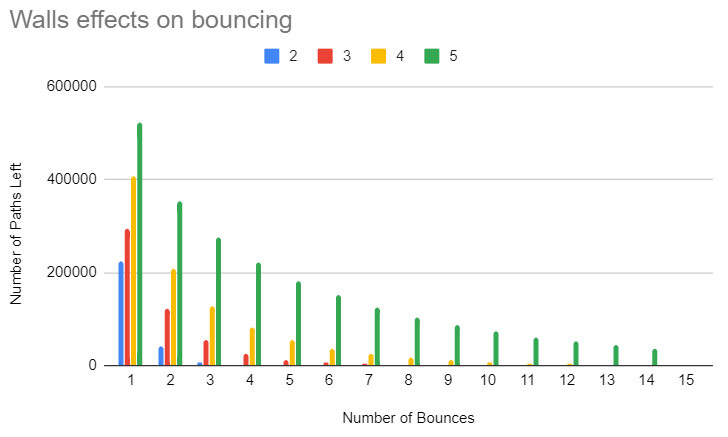 Walls effects on bouncing
2 3 4 5
Number of Paths Left
600000
400000
200000
0
1 2 3 4 5 6 7 8 9 10 11 12 13 14 15
Number of Bounces